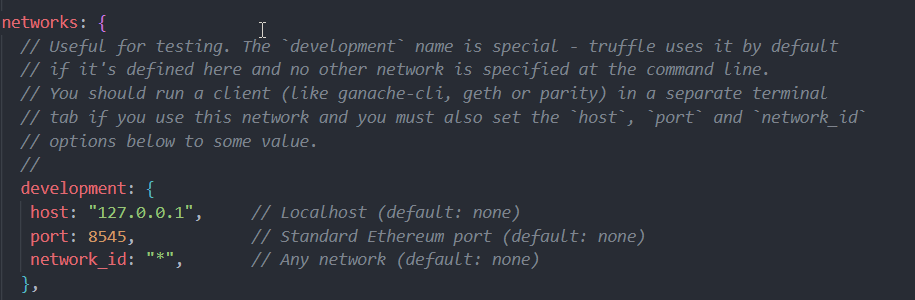 networks: {
// Useful for testing. The `development` name is special - truffle uses it by default
// if it's defined here and no other network is specified at the command line.
// You should run a client (like ganache-cli, geth or parity) in a separate terminal
// tab if you use this network and you must also set the `host`, `port` and `network_id`
// options below to some value.
//
development: {
host: "127.0.0.1",     // Localhost (default: none)
port: 8545,            // Standard Ethereum port (default: none)
network_id: "*",       // Any network (default: none)
},